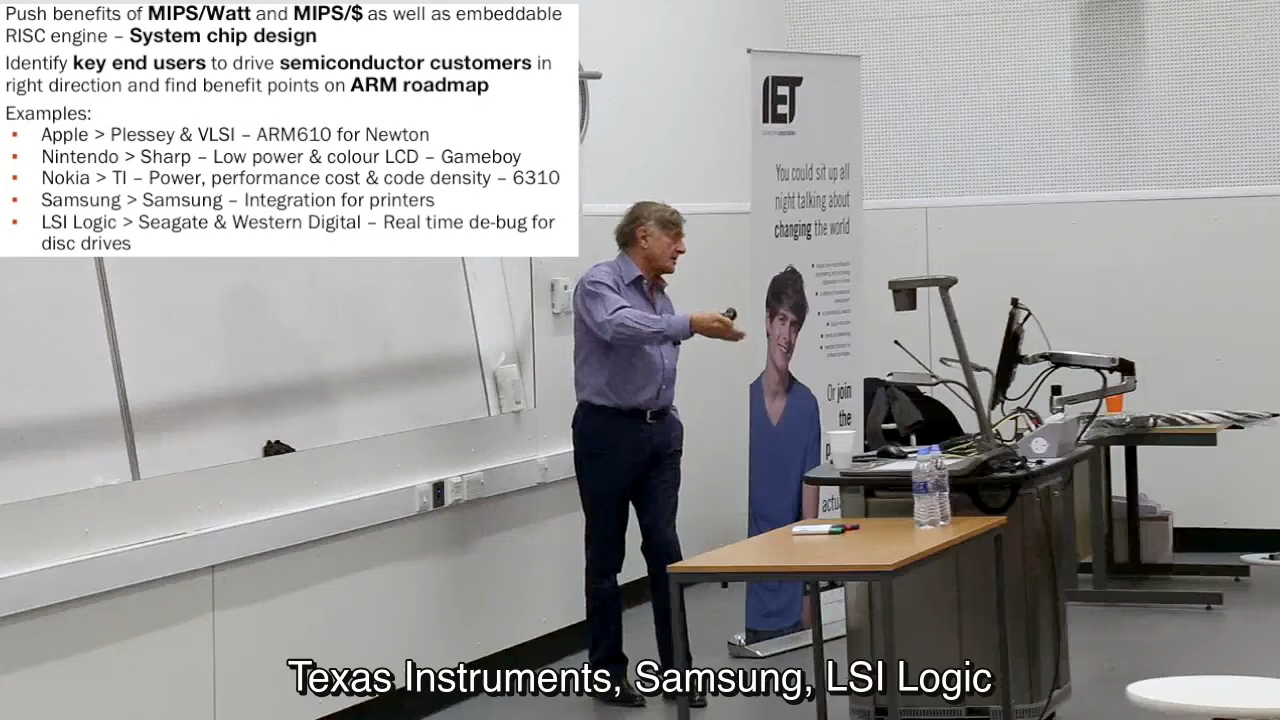 Push benefits of MIPS/Watt and MIPS/$ as well as embeddable
RISC engine – System chip design
Identify key end users to drive semiconductor customers in
right direction and find benefit points on ARM roadmap
Examples:
▪ Apple > Plessey & VLSI – ARM610 for Newton
▪ Nintendo > Sharp – Low power & colour LCD – Gameboy
▪ Nokia > TI – Power, performance cost & code density – 6310
▪ Samsung > Samsung – Integration for printers
▪ LSI Logic > Seagate & Western Digital – Real time de-bug for
disc drives
IET
You could sit up all
night talking about
changing the world
Or join
the
actu
Texas Instruments, Samsung, LSI Logic